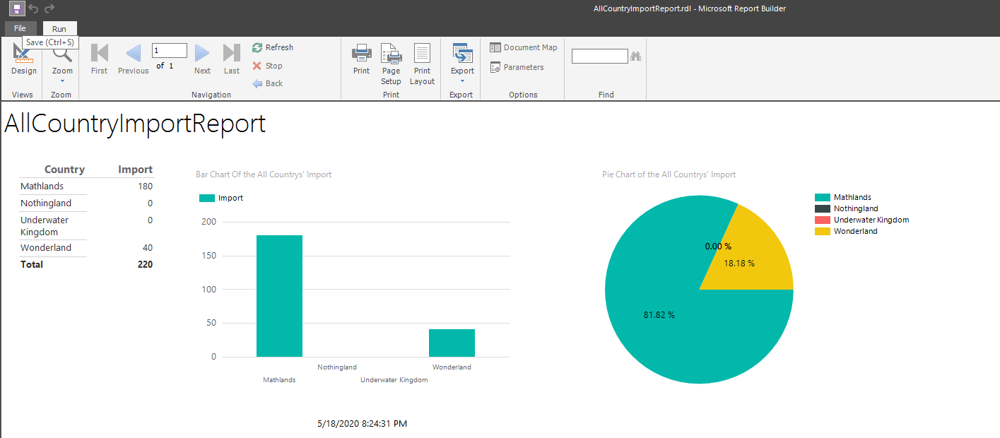 AllCountryImportReport.rdl - Microsoft Report Builder
File Run
Save (Ctrl+S)
Design Zoom First Previous 1 of 1 Next Last Refresh Stop Back
Print Page Setup Print Layout Export Document Map Parameters
Views Zoom Navigation Print Export Options Find
AllCountryImportReport
Country Import
Mathlands 180
Nothingland 0
Underwater Kingdom 0
Wonderland 40
Total 220
Bar Chart Of the All Countrys' Import
Import
200
150
100
50
0
Nothingland Wonderland
Mathlands Underwater Kingdom
Pie Chart of the All Countrys' Import
0.00 %
18.18 %
81.82 %
Mathlands
Nothingland
Underwater Kingdom
Wonderland
5/18/2020 8:24:31 PM